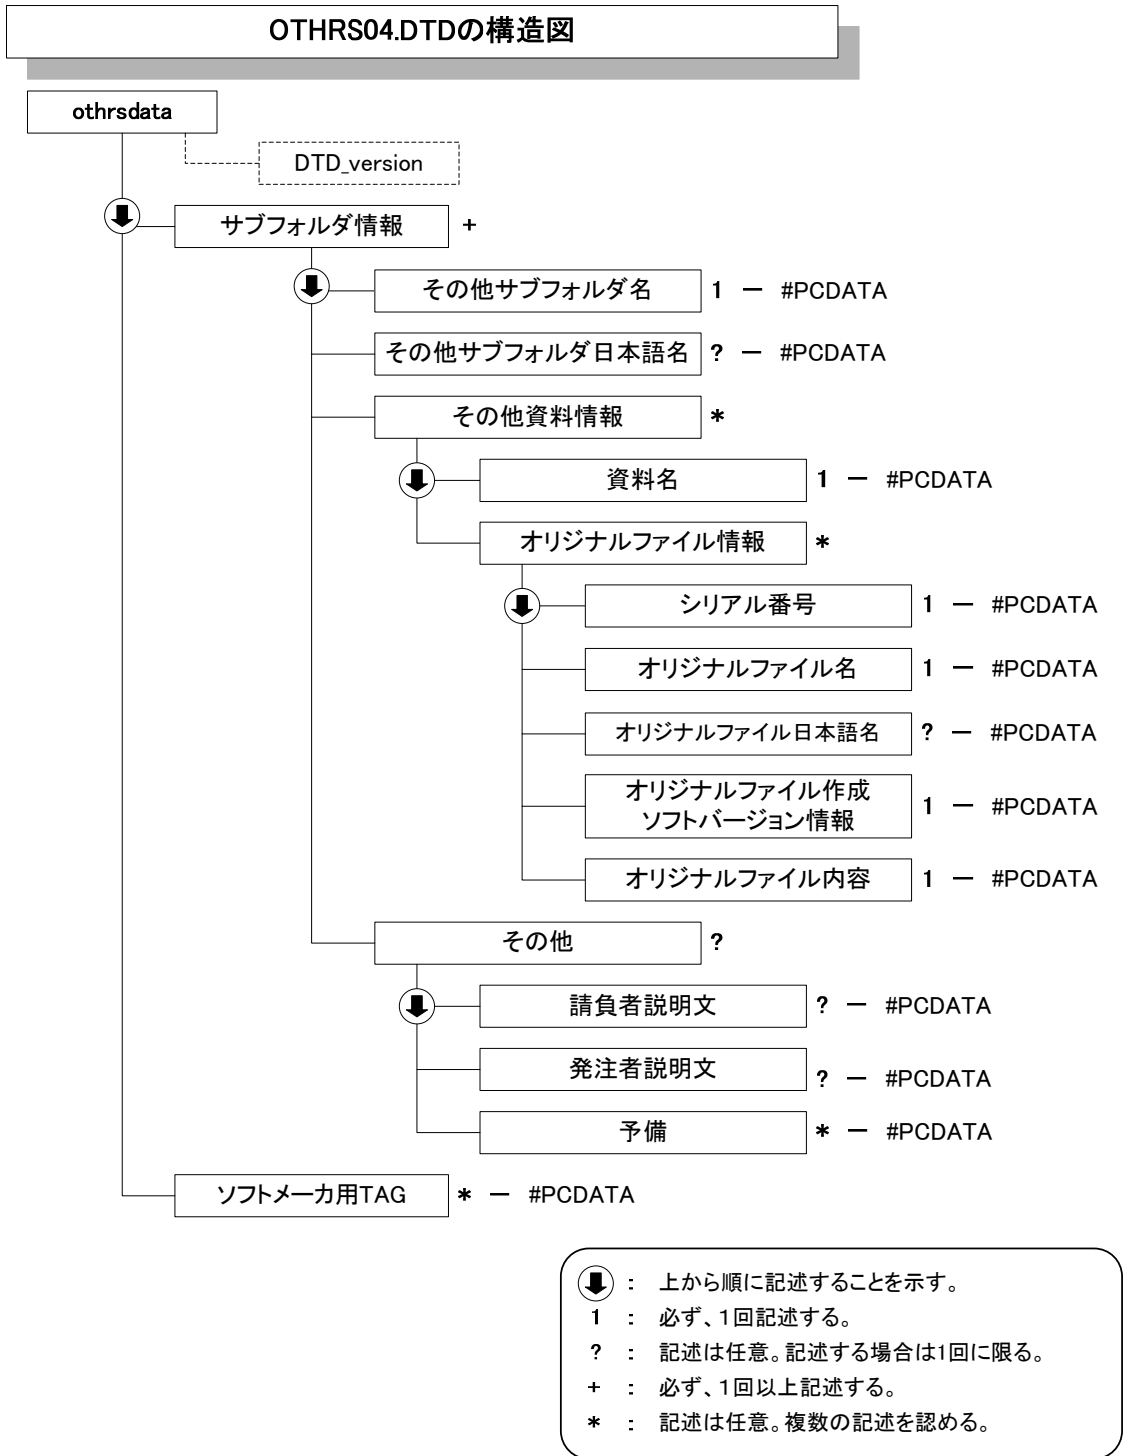 OTHRS04.DTDの構造図
othrsdata
DTD_version
サブフォルダ情報 +
その他サブフォルダ名 1 － #PCDATA
その他サブフォルダ日本語名 ? － #PCDATA
その他資料情報 *
資料名 1 － #PCDATA
オリジナルファイル情報 *
シリアル番号 1 － #PCDATA
オリジナルファイル名 1 － #PCDATA
オリジナルファイル日本語名 ? － #PCDATA
オリジナルファイル作成
ソフトバージョン情報 1 － #PCDATA
オリジナルファイル内容 1 － #PCDATA
その他 ?
請負者説明文 ? － #PCDATA
発注者説明文 ? － #PCDATA
予備 * － #PCDATA
ソフトメーカ用TAG * － #PCDATA
： 上から順に記述することを示す。
1 ： 必ず、1回記述する。
? ： 記述は任意。記述する場合は1回に限る。
+ ： 必ず、1回以上記述する。
* ： 記述は任意。複数の記述を認める。